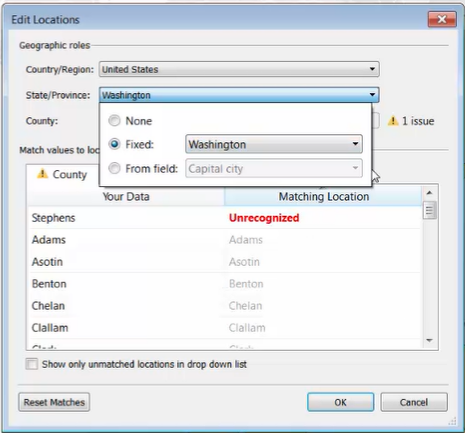 Edit Locations
Geographic roles
Country/Region: United States
State/Province: Washington
None
County: 1 issue
Fixed: Washington
Match values to loc
From field: Capital city
County
Your Data Matching Location
Stephens Unrecognized
Adams Adams
Asotin Asotin
Benton Benton
Chelan Chelan
Clallam Clallam
Show only unmatched locations in drop down list
Reset Matches OK Cancel